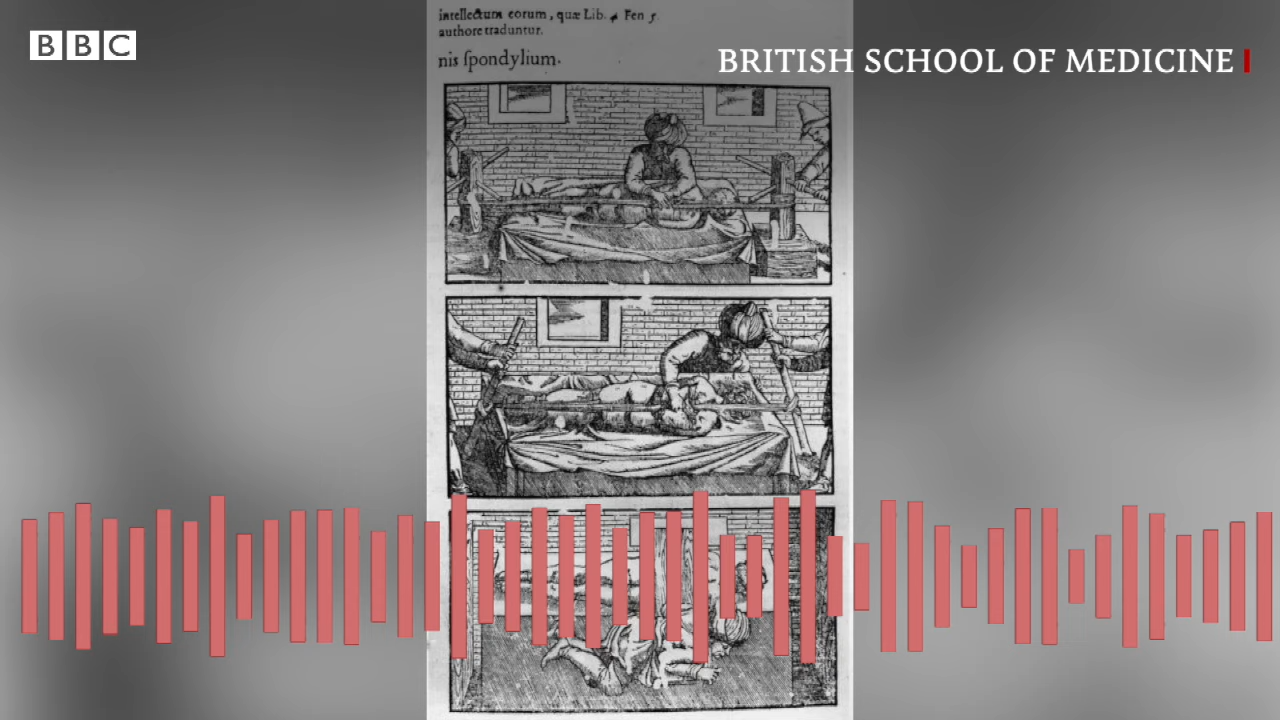 BBC
BRITISH SCHOOL OF MEDICINE
intellectum eorum, quæ Lib. 4 Fen 5.
authore traduntur.
nis ſpondylium.